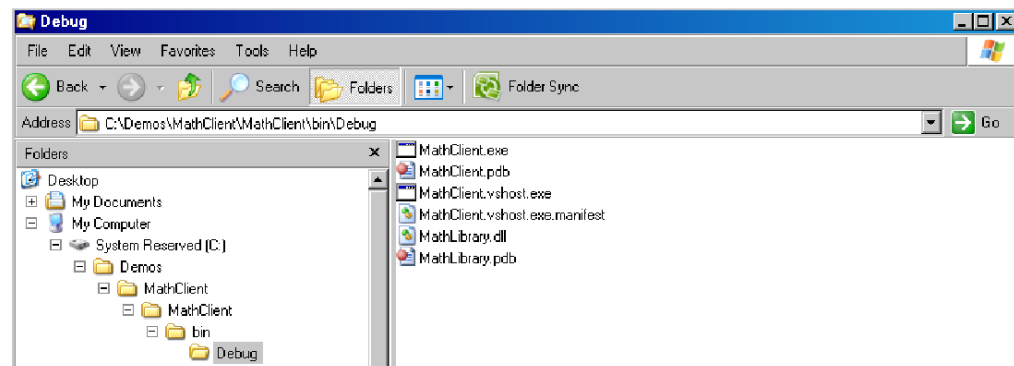 Debug
File Edit View Favorites Tools Help
Back Search Folders Folder Sync
Address C:\Demos\MathClient\MathClient\bin\Debug Go
Folders x
Desktop
My Documents
My Computer
System Reserved (C:)
Demos
MathClient
MathClient
bin
Debug
MathClient.exe
MathClient.pdb
MathClient.vshost.exe
MathClient.vshost.exe.manifest
MathLibrary.dll
MathLibrary.pdb